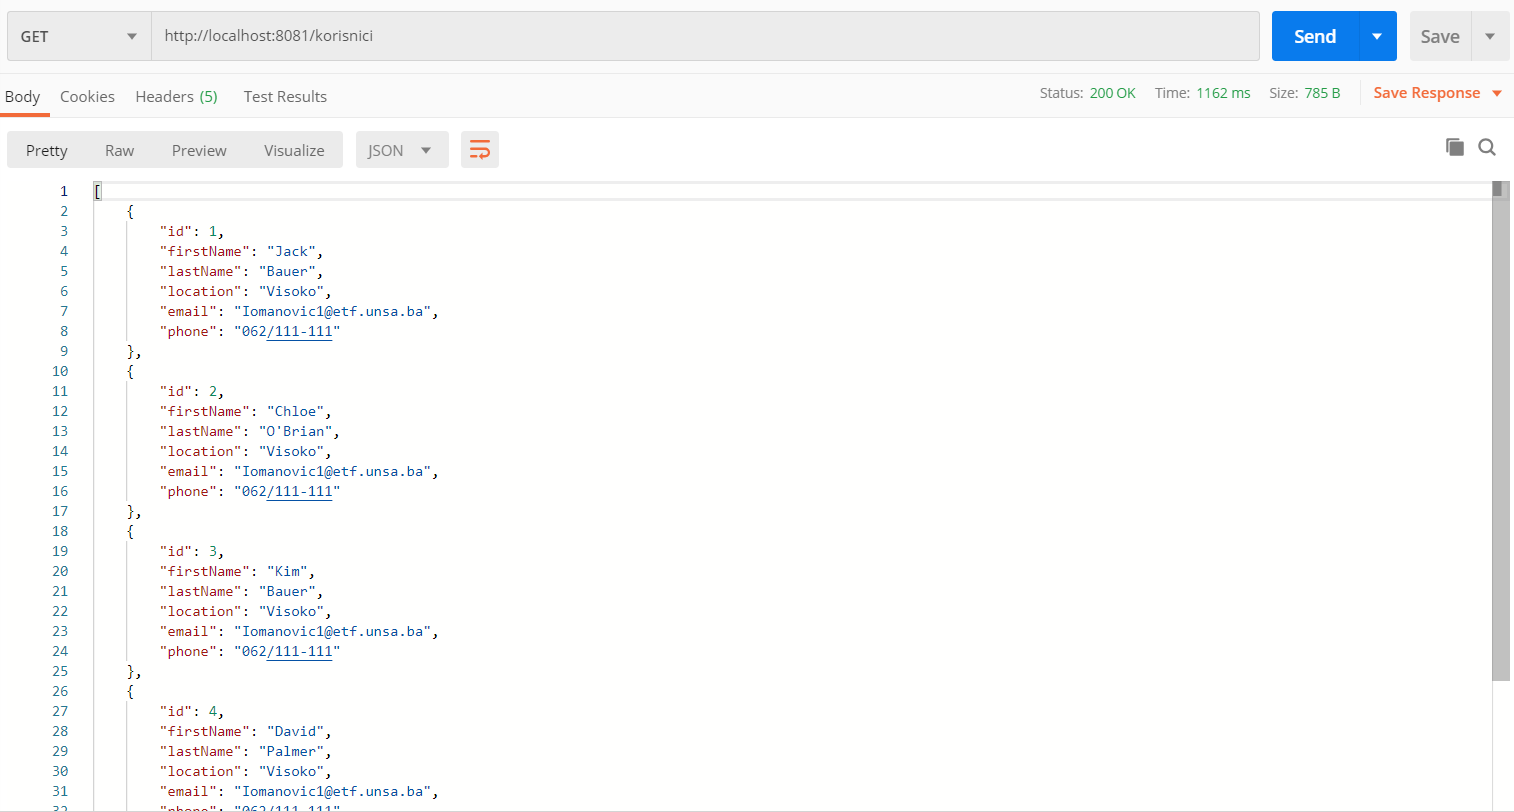 GET http://localhost:8081/korisnici Send Save
Body Cookies Headers (5) Test Results Status: 200 OK Time: 1162 ms Size: 785 B Save Response
Pretty Raw Preview Visualize JSON
1 [
2 {
3 "id": 1,
4 "firstName": "Jack",
5 "lastName": "Bauer",
6 "location": "Visoko",
7 "email": "Iomanovic1@etf.unsa.ba",
8 "phone": "062/111-111"
9 },
10 {
11 "id": 2,
12 "firstName": "Chloe",
13 "lastName": "O'Brian",
14 "location": "Visoko",
15 "email": "Iomanovic1@etf.unsa.ba",
16 "phone": "062/111-111"
17 },
18 {
19 "id": 3,
20 "firstName": "Kim",
21 "lastName": "Bauer",
22 "location": "Visoko",
23 "email": "Iomanovic1@etf.unsa.ba",
24 "phone": "062/111-111"
25 },
26 {
27 "id": 4,
28 "firstName": "David",
29 "lastName": "Palmer",
30 "location": "Visoko",
31 "email": "Iomanovic1@etf.unsa.ba",
32 "phone": "062/111-111"